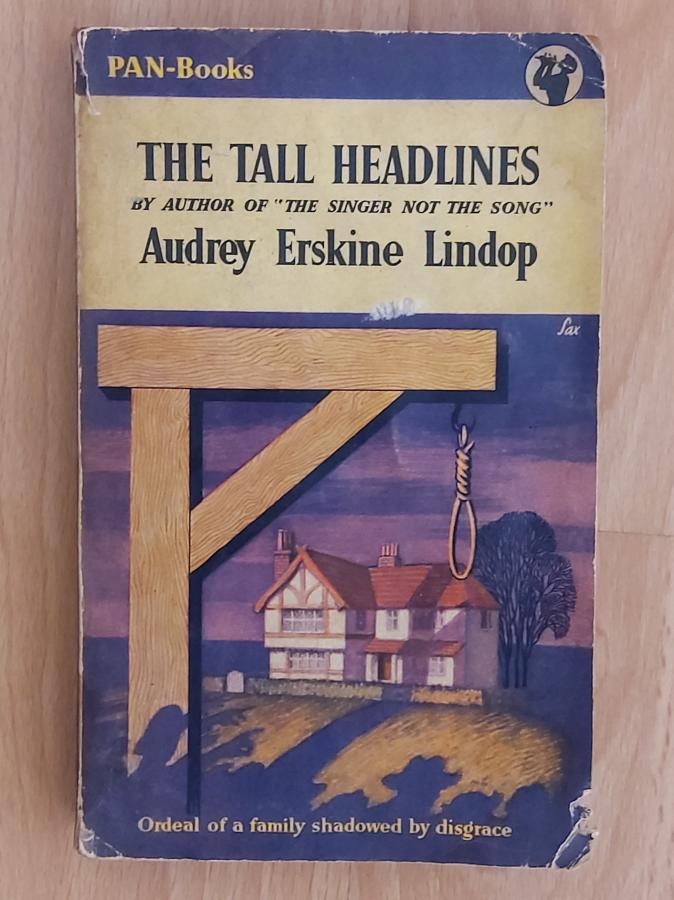 PAN-Books
THE TALL HEADLINES
BY AUTHOR OF "THE SINGER NOT THE SONG"
Audrey Erskine Lindop
Sax
Ordeal of a family shadowed by disgrace